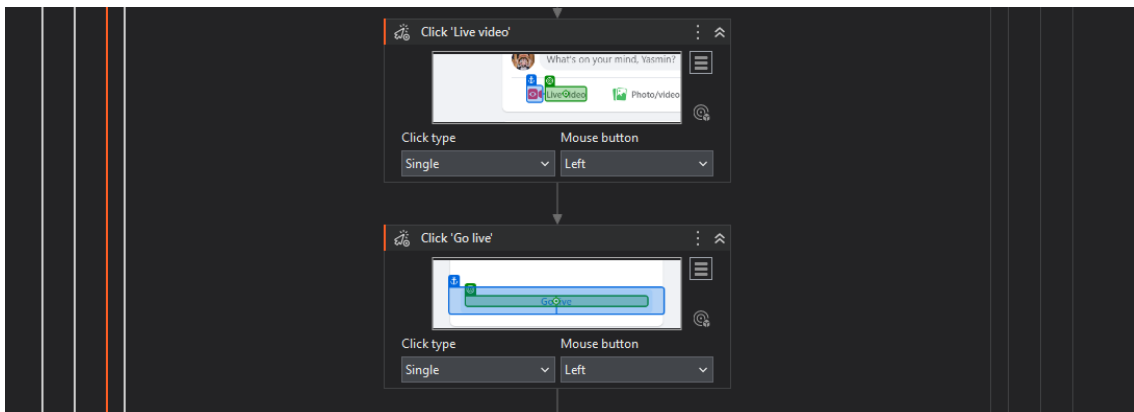 Click 'Live video'
What's on your mind, Yasmin?
Live video
Photo/video
Click type
Mouse button
Single
Left
Click 'Go live'
Go live
Click type
Mouse button
Single
Left